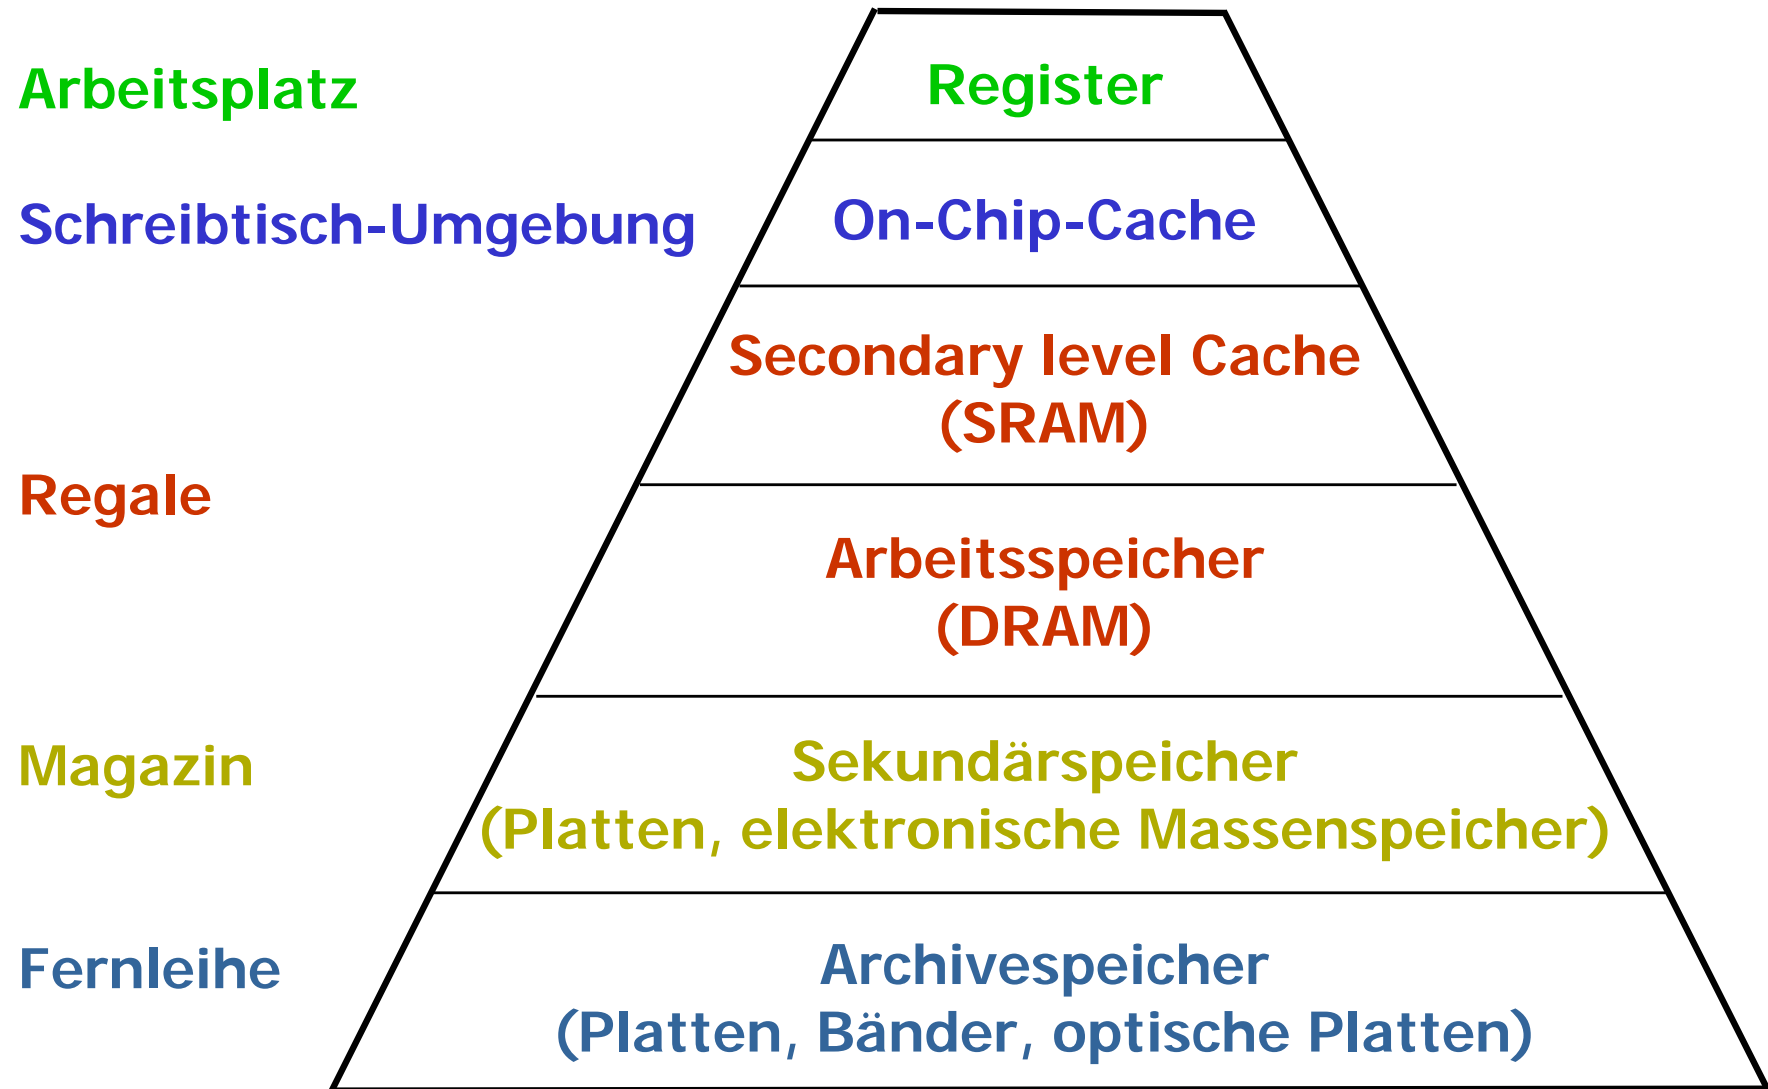 Arbeitsplatz
Register
Schreibtisch-Umgebung
On-Chip-Cache
Secondary level Cache
(SRAM)
Regale
Arbeitsspeicher
(DRAM)
Magazin
Sekundärspeicher
(Platten, elektronische Massenspeicher)
Fernleihe
Archivespeicher
(Platten, Bänder, optische Platten)